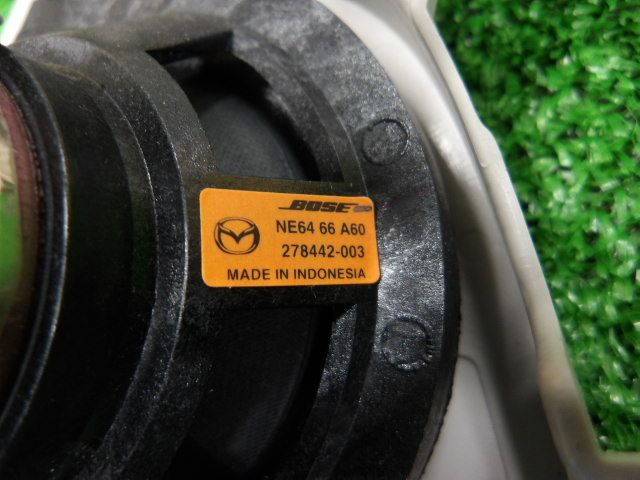 BOSE
NE64 66 A60
278442-003
MADE IN INDONESIA